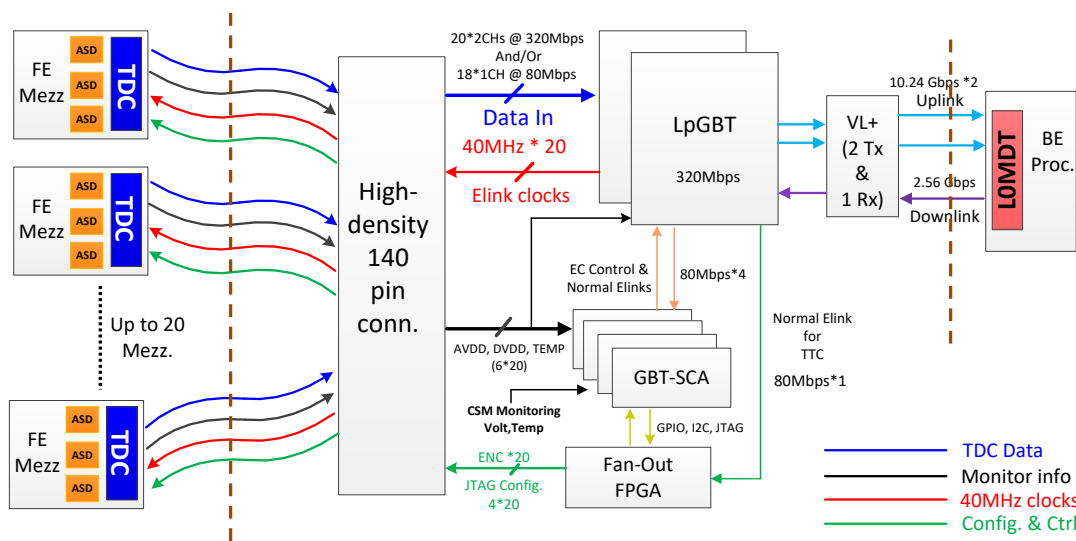 FE
Mezz
ASD
ASD
ASD
TDC
FE
Mezz
ASD
ASD
ASD
TDC
Up to 20
Mezz.
FE
Mezz
ASD
ASD
ASD
TDC
High-
density
140
pin
conn.
20*2CHs @ 320Mbps
And/Or
18*1CH @ 80Mbps
Data In
40MHz * 20
Elink clocks
LpGBT
320Mbps
VL+
(2 Tx
&
1 Rx)
10.24 Gbps *2
Uplink
2.56 Gbps
Downlink
L0MDT
BE
Proc.
EC Control &
Normal Elinks
80Mbps*4
Normal Elink
for
TTC
80Mbps*1
AVDD, DVDD, TEMP
(6*20)
GBT-SCA
CSM Monitoring
Volt,Temp
GPIO, I2C, JTAG
ENC *20
JTAG Config.
4*20
Fan-Out
FPGA
TDC Data
Monitor info
40MHz clocks
Config. & Ctrl